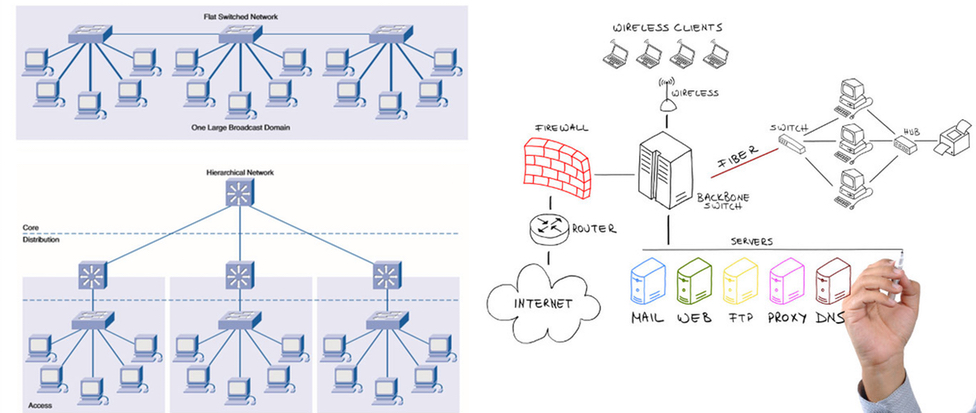 Flat Switched Network
One Large Broadcast Domain
Hierarchical Network
Core
Distribution
Access
WIRELESS CLIENTS
WIRELESS
FIREWALL
ROUTER
INTERNET
BACKBONE
SWITCH
FIBER
SWITCH
HUB
SERVERS
MAIL
WEB
FTP
PROXY
DNS